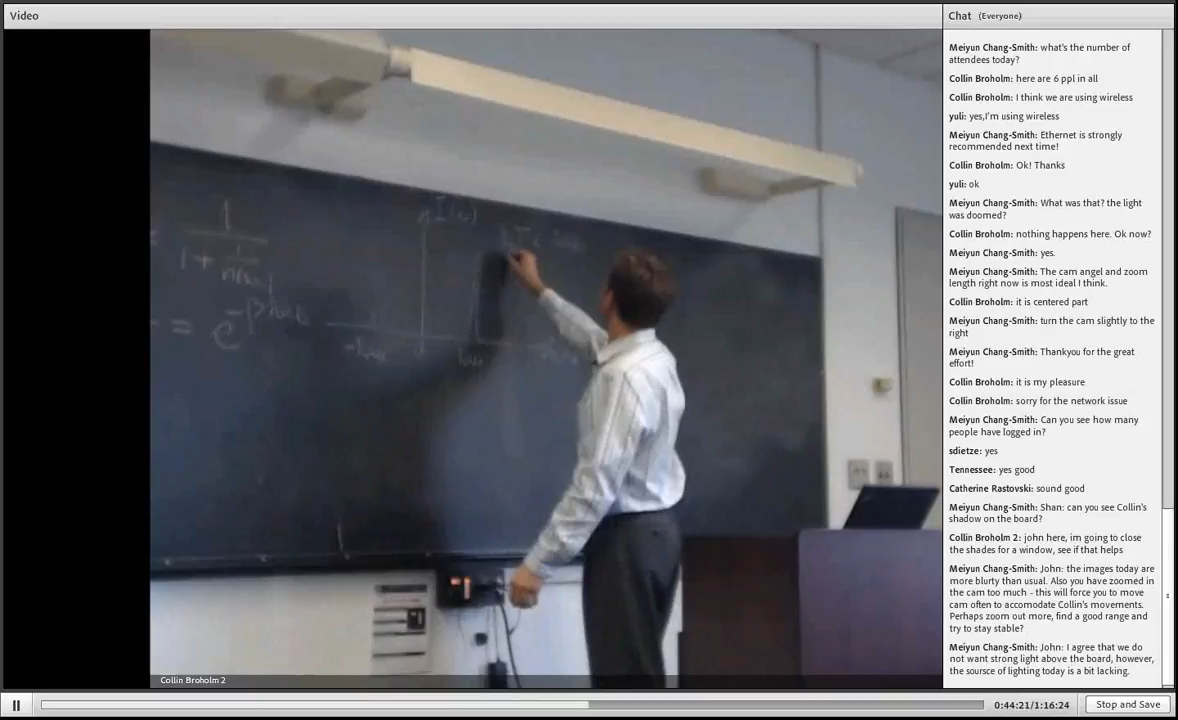 Video
1
1 +
= e
I(ω)
Collin Broholm 2
Chat (Everyone)
Meiyun Chang-Smith: what's the number of
attendees today?
Collin Broholm: here are 6 ppl in all
Collin Broholm: I think we are using wireless
yuli: yes,I'm using wireless
Meiyun Chang-Smith: Ethernet is strongly
recommended next time!
Collin Broholm: Ok! Thanks
yuli: ok
Meiyun Chang-Smith: What was that? the light
was doomed?
Collin Broholm: nothing happens here. Ok now?
Meiyun Chang-Smith: yes.
Meiyun Chang-Smith: The cam angel and zoom
length right now is most ideal I think.
Collin Broholm: it is centered part
Meiyun Chang-Smith: turn the cam slightly to the
right
Meiyun Chang-Smith: Thankyou for the great
effort!
Collin Broholm: it is my pleasure
Collin Broholm: sorry for the network issue
Meiyun Chang-Smith: Can you see how many
people have logged in?
sdietze: yes
Tennessee: yes good
Catherine Rastovski: sound good
Meiyun Chang-Smith: Shan: can you see Collin's
shadow on the board?
Collin Broholm 2: john here, im going to close
the shades for a window, see if that helps
Meiyun Chang-Smith: John: the images today are
more blurty than usual. Also you have zoomed in
the cam too much - this will force you to move
cam often to accomodate Collin's movements.
Perhaps zoom out more, find a good range and
try to stay stable?
Meiyun Chang-Smith: John: I agree that we do
not want strong light above the board, however,
the soursce of lighting today is a bit lacking.
0:44:21/1:16:24
Stop and Save